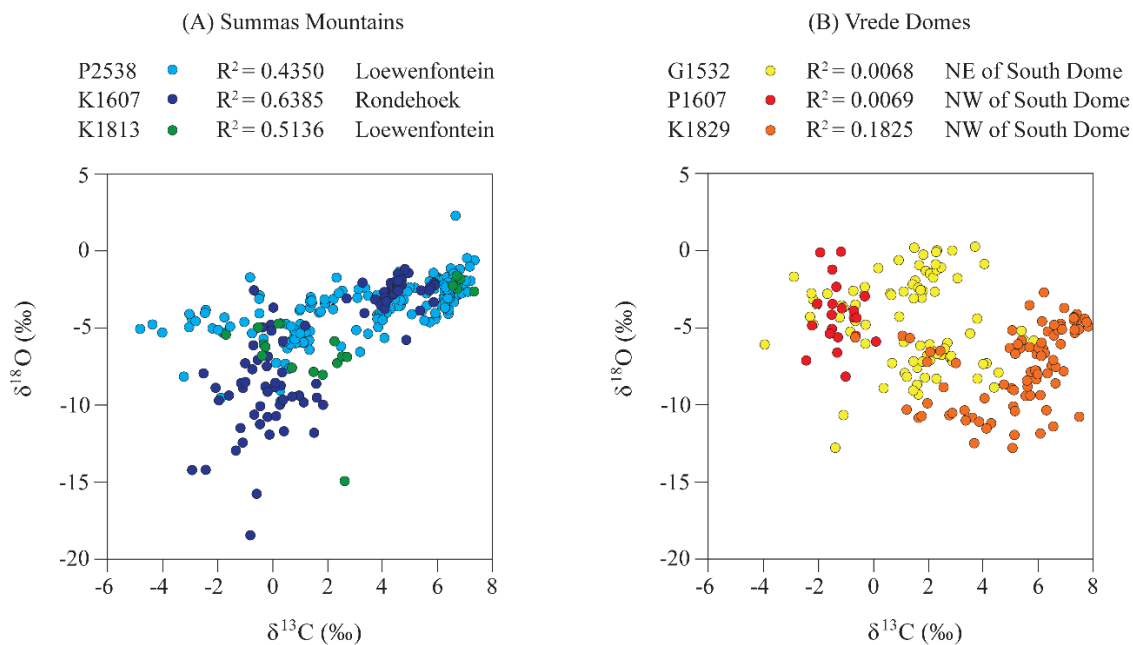 (A) Summas Mountains
P2538 R² = 0.4350 Loewenfontein
K1607 R² = 0.6385 Rondehoek
K1813 R² = 0.5136 Loewenfontein
5
0
-5
-10
-15
-20
-6 -4 -2 0 2 4 6 8
δ¹⁸O (‰)
δ¹³C (‰)
(B) Vrede Domes
G1532 R² = 0.0068 NE of South Dome
P1607 R² = 0.0069 NW of South Dome
K1829 R² = 0.1825 NW of South Dome
5
0
-5
-10
-15
-20
-6 -4 -2 0 2 4 6 8
δ¹⁸O (‰)
δ¹³C (‰)